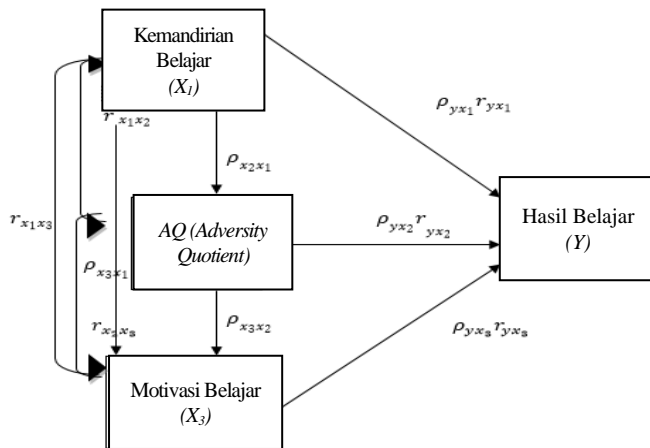 Kemandirian
Belajar
(X₁)
r x₁x₂
ρyx₁ ryx₁
ρx₂x₁
rx₁x₃
AQ (Adversity
Quotient)
ρyx₂ ryx₂
Hasil Belajar
(Y)
ρx₃x₁
rx₂x₃
ρx₃x₂
ρyx₃ ryx₃
Motivasi Belajar
(X₃)